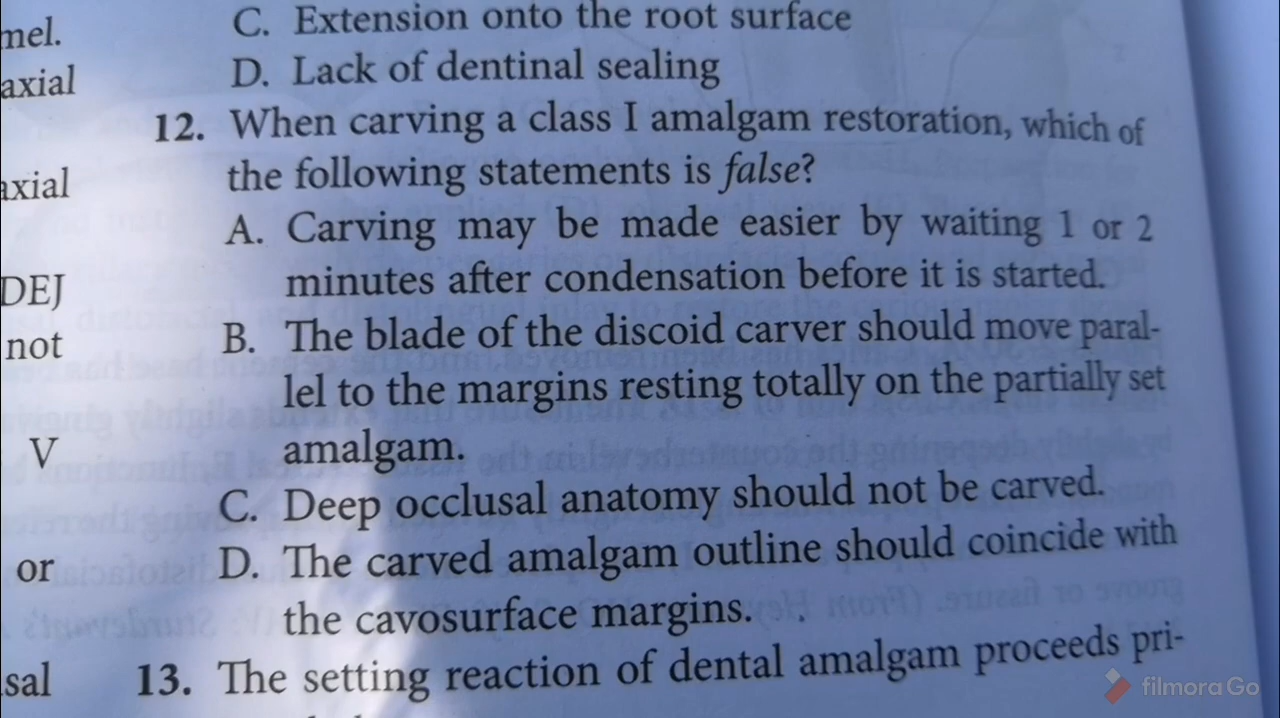 mel.
axial
axial
DEJ
not
V
or
sal
C. Extension onto the root surface
D. Lack of dentinal sealing
12. When carving a class I amalgam restoration, which of
the following statements is false?
A. Carving may be made easier by waiting 1 or 2
minutes after condensation before it is started.
B. The blade of the discoid carver should move paral-
lel to the margins resting totally on the partially set
amalgam.
C. Deep occlusal anatomy should not be carved.
D. The carved amalgam outline should coincide with
the cavosurface margins.
13. The setting reaction of dental amalgam proceeds pri-
filmora Go